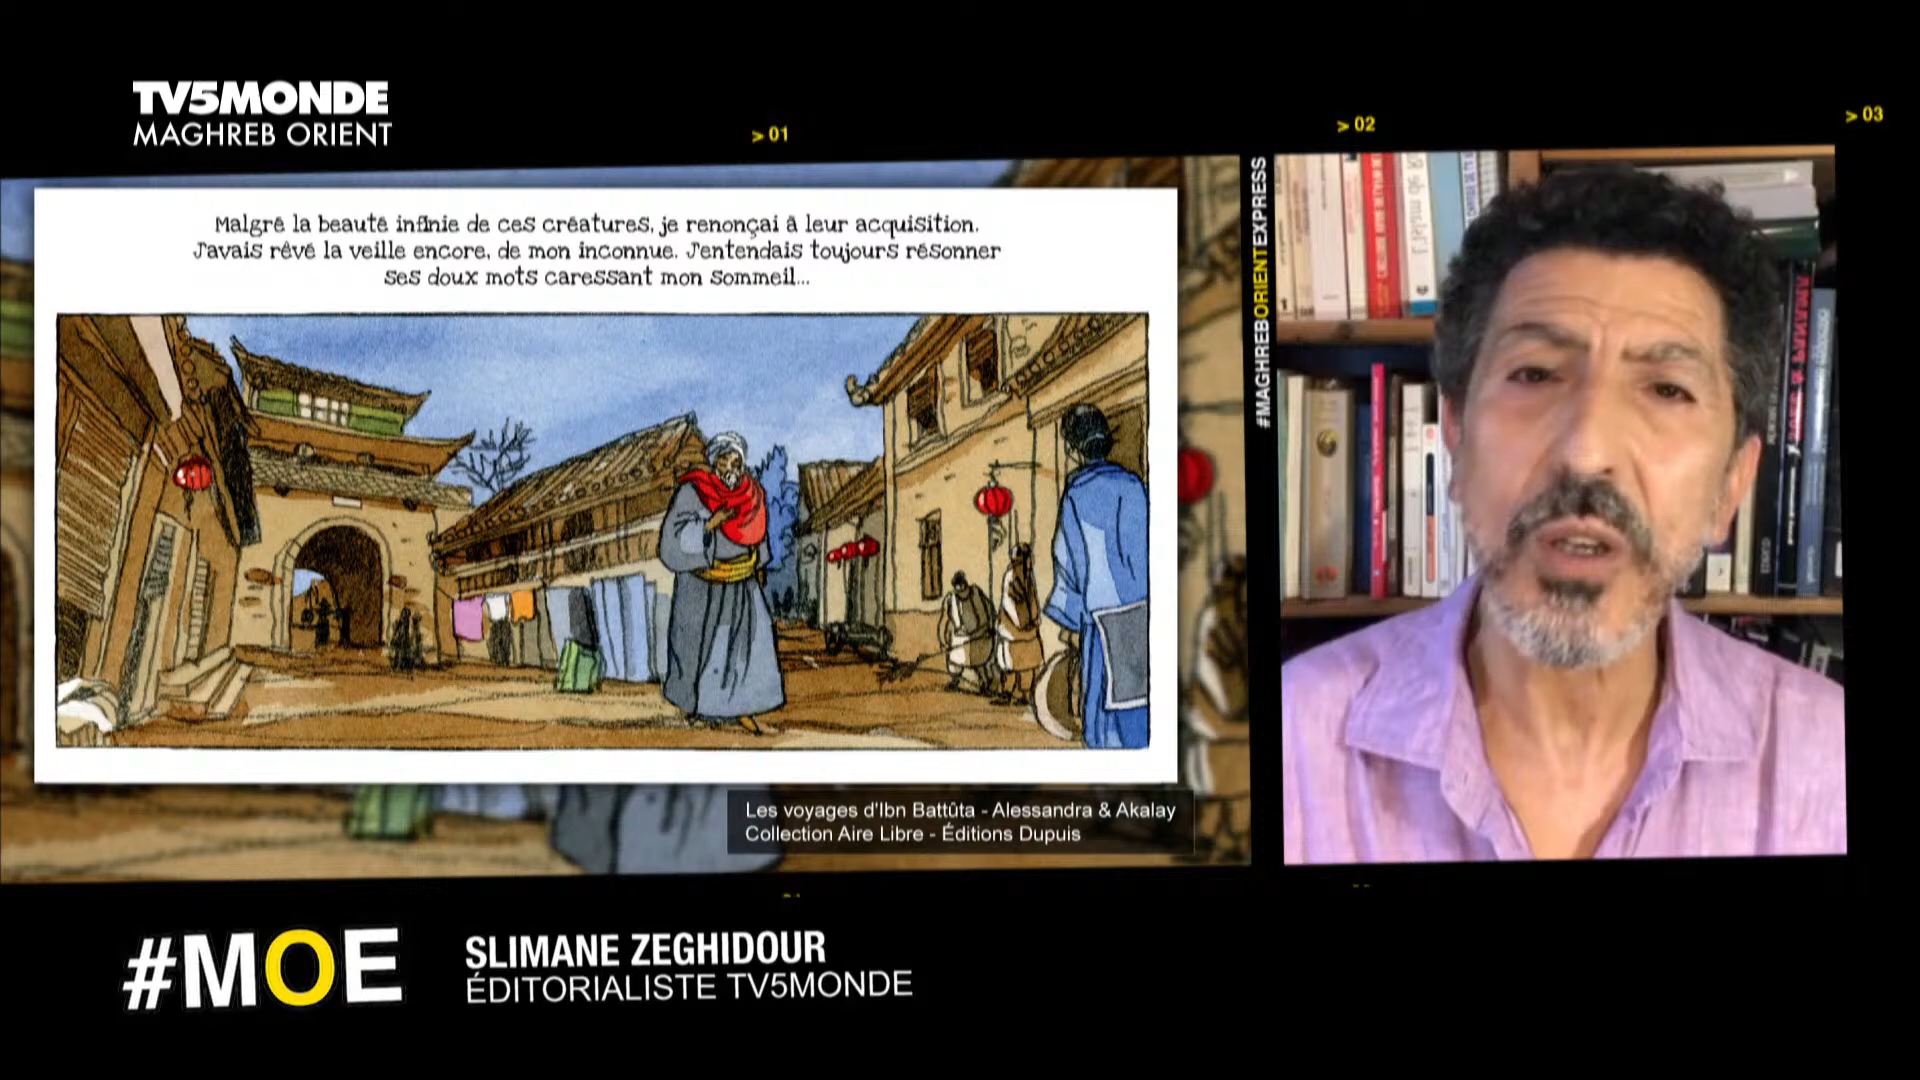 TV5MONDE
MAGHREB ORIENT
> 01
> 02
> 03
Malgré la beauté infinie de ces créatures, je renonçai à leur acquisition.
J'avais rêvé la veille encore, de mon inconnue. J'entendais toujours résonner
ses doux mots caressant mon sommeil...
#MAGHREBORIENTEXPRESS
Les voyages d'Ibn Battûta - Alessandra & Akalay
Collection Aire Libre - Éditions Dupuis
#MOE
SLIMANE ZEGHIDOUR
ÉDITORIALISTE TV5MONDE